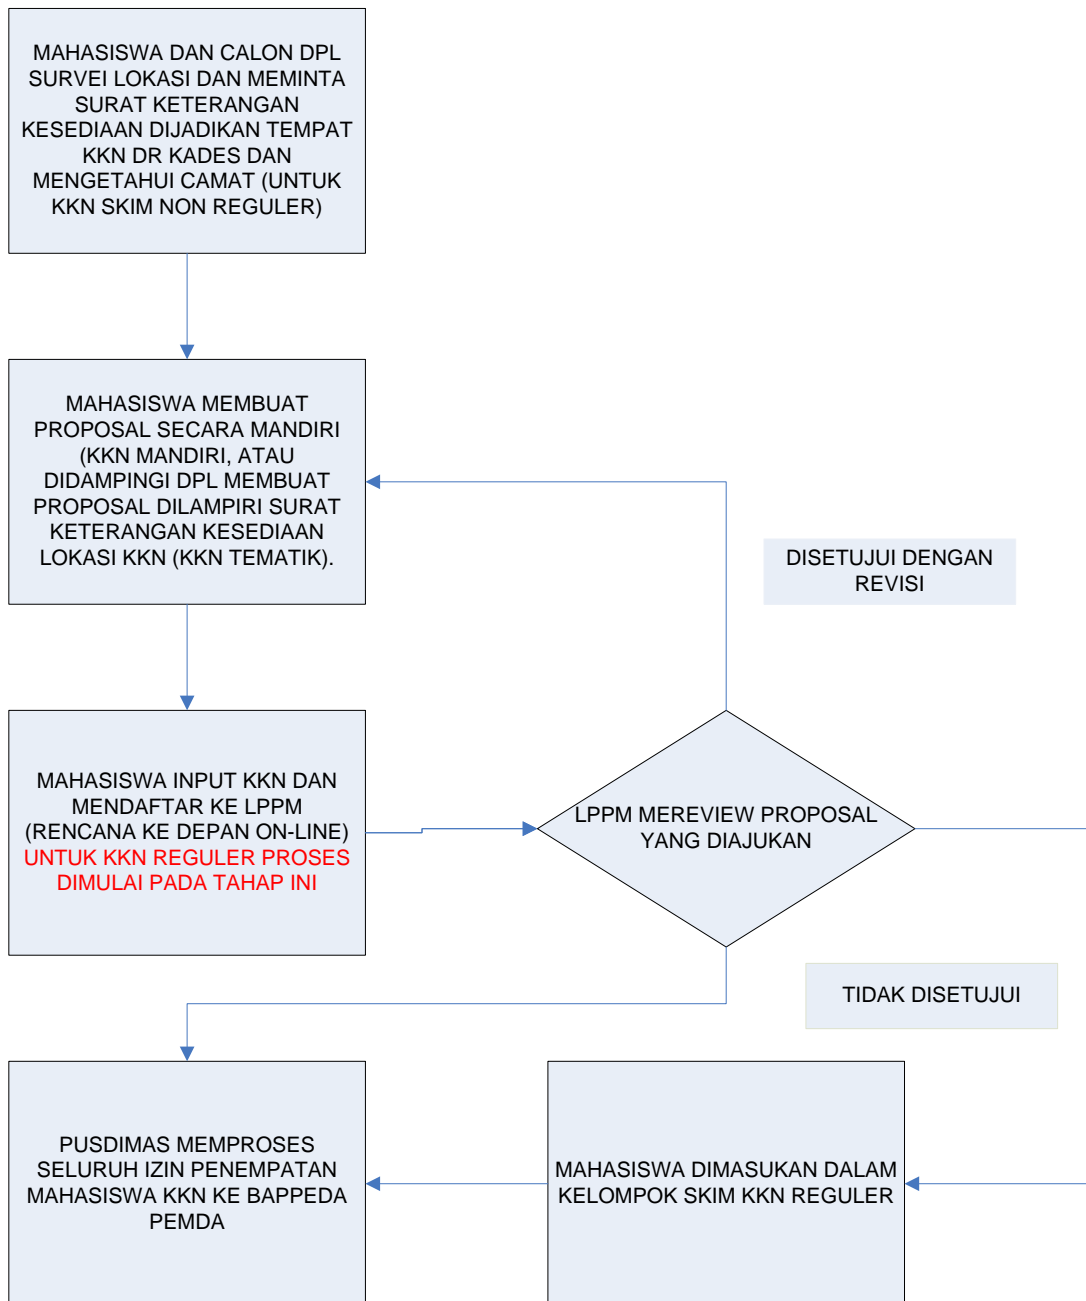 MAHASISWA DAN CALON DPL
SURVEI LOKASI DAN MEMINTA
SURAT KETERANGAN
KESEDIAAN DIJADIKAN TEMPAT
KKN DR KADES DAN
MENGETAHUI CAMAT (UNTUK
KKN SKIM NON REGULER)
MAHASISWA MEMBUAT
PROPOSAL SECARA MANDIRI
(KKN MANDIRI, ATAU
DIDAMPINGI DPL MEMBUAT
PROPOSAL DILAMPIRI SURAT
KETERANGAN KESEDIAAN
LOKASI KKN (KKN TEMATIK).
DISETUJUI DENGAN
REVISI
MAHASISWA INPUT KKN DAN
MENDAFTAR KE LPPM
(RENCANA KE DEPAN ON-LINE)
UNTUK KKN REGULER PROSES
DIMULAI PADA TAHAP INI
LPPM MEREVIEW PROPOSAL
YANG DIAJUKAN
TIDAK DISETUJUI
PUSDIMAS MEMPROSES
SELURUH IZIN PENEMPATAN
MAHASISWA KKN KE BAPPEDA
PEMDA
MAHASISWA DIMASUKAN DALAM
KELOMPOK SKIM KKN REGULER